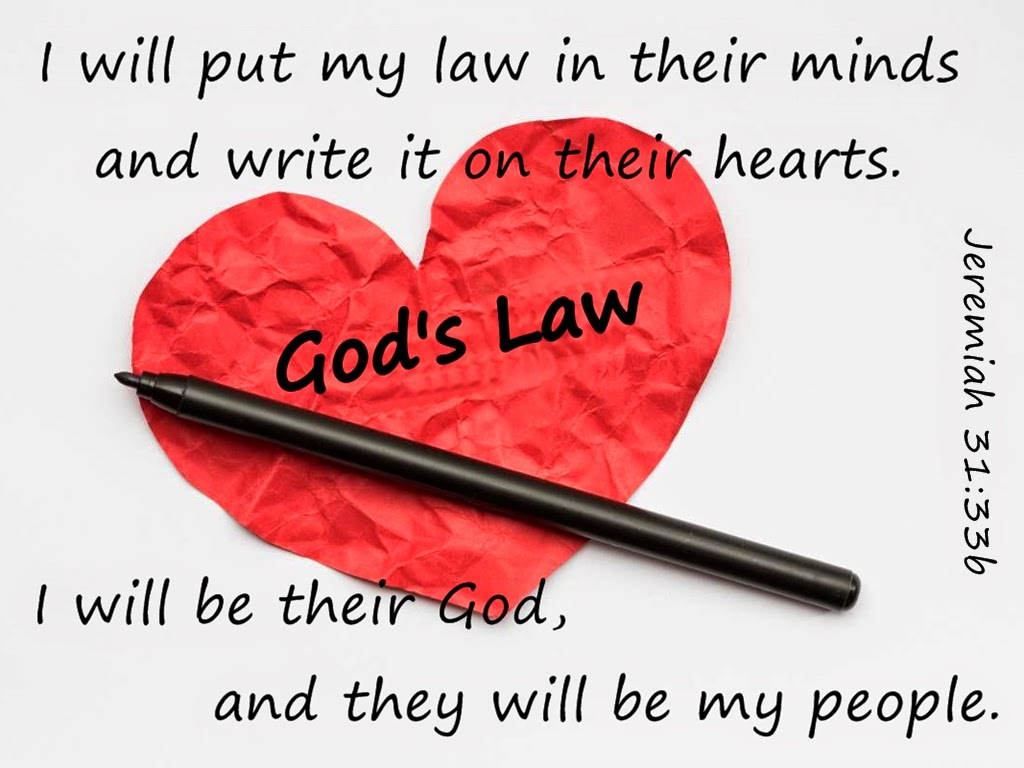 I will put my law in their minds
and write it on their hearts.
God's Law
Jeremiah 31:33b
I will be their God,
and they will be my people.